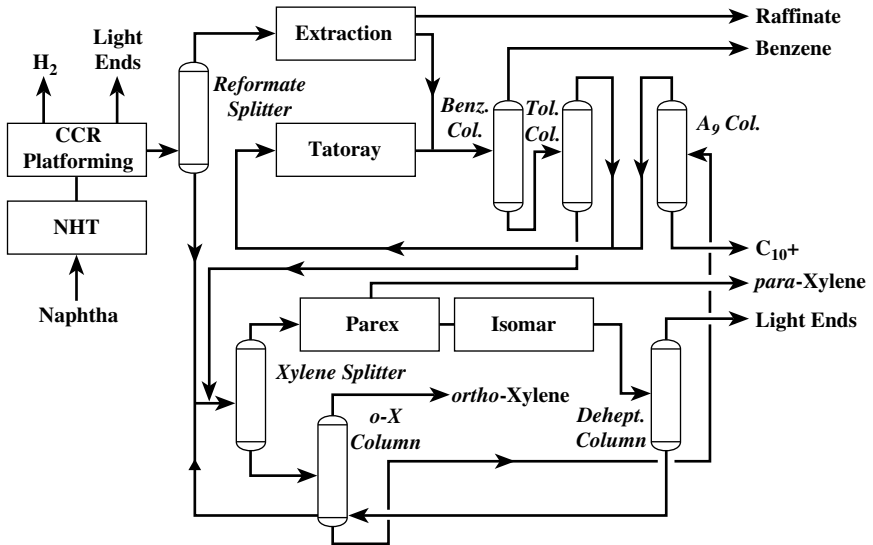 Raffinate
Extraction
Light
Ends
H₂
Benzene
Reformate
Splitter
Benz.
Col.
Tol.
Col.
A₉ Col.
CCR
Platforming
Tatoray
NHT
C₁₀+
para-Xylene
Naphtha
Parex
Isomar
Light Ends
Xylene Splitter
ortho-Xylene
o-X
Column
Dehept.
Column